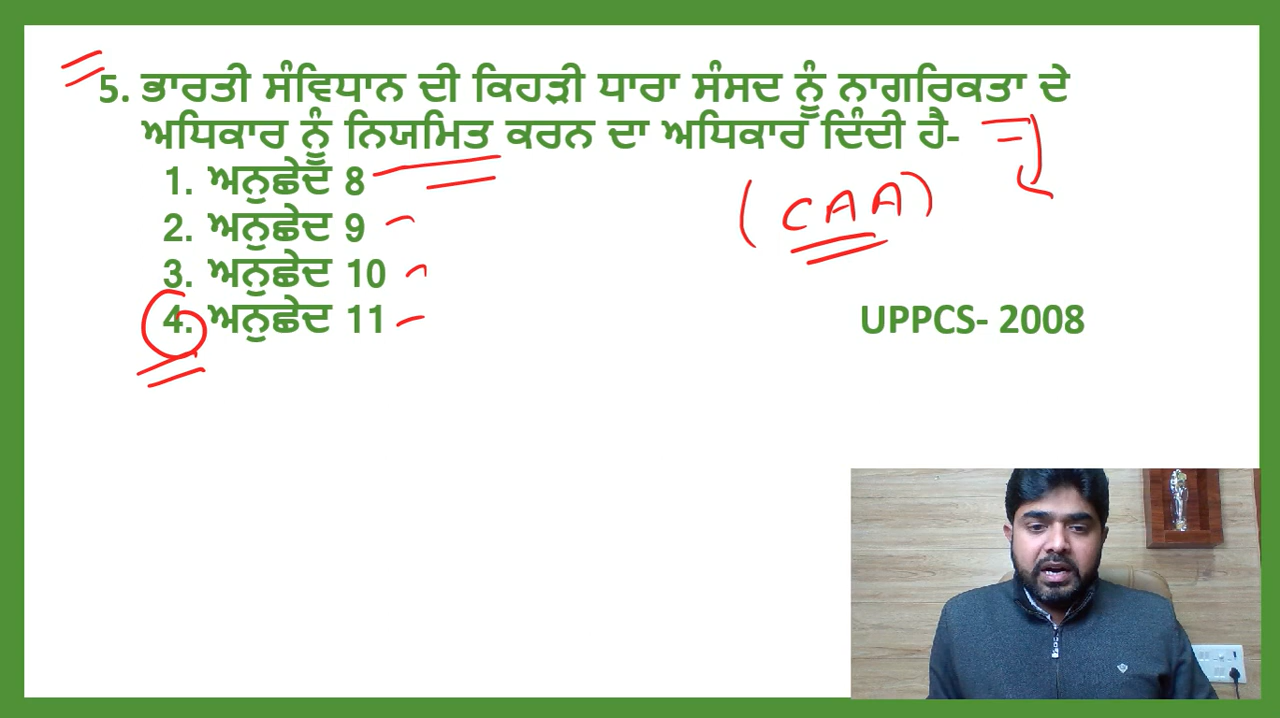 5. ਭਾਰਤੀ ਸੰਵਿਧਾਨ ਦੀ ਕਿਹੜੀ ਧਾਰਾ ਸੰਸਦ ਨੂੰ ਨਾਗਰਿਕਤਾ ਦੇ
ਅਧਿਕਾਰ ਨੂੰ ਨਿਯਮਿਤ ਕਰਨ ਦਾ ਅਧਿਕਾਰ ਦਿੰਦੀ ਹੈ-
1. ਅਨੁਛੇਦ 8
(CAA)
2. ਅਨੁਛੇਦ 9
3. ਅਨੁਛੇਦ 10
4. ਅਨੁਛੇਦ 11
UPPCS- 2008